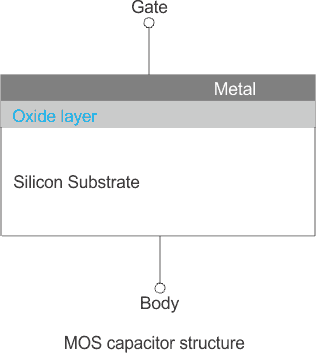 Gate
Metal
Oxide layer
Silicon Substrate
Body
MOS capacitor structure